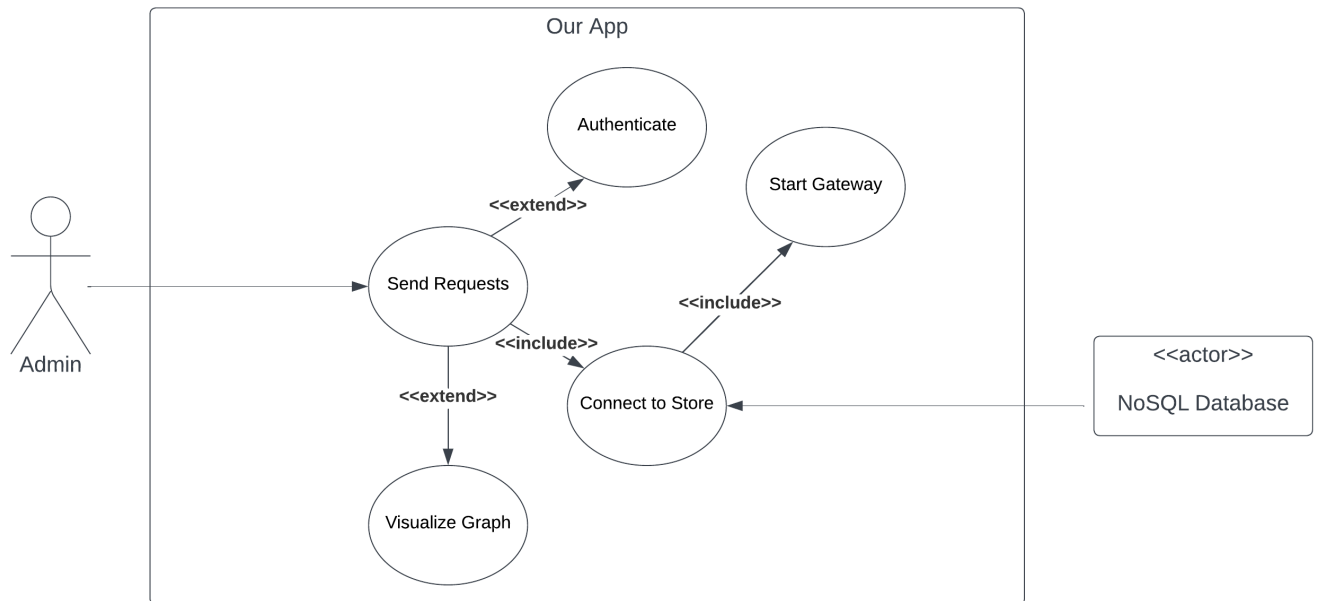 Our App
Authenticate
Start Gateway
<<extend>>
Send Requests
<<include>>
<<include>>
<<actor>>
Admin
<<extend>>
Connect to Store
NoSQL Database
Visualize Graph